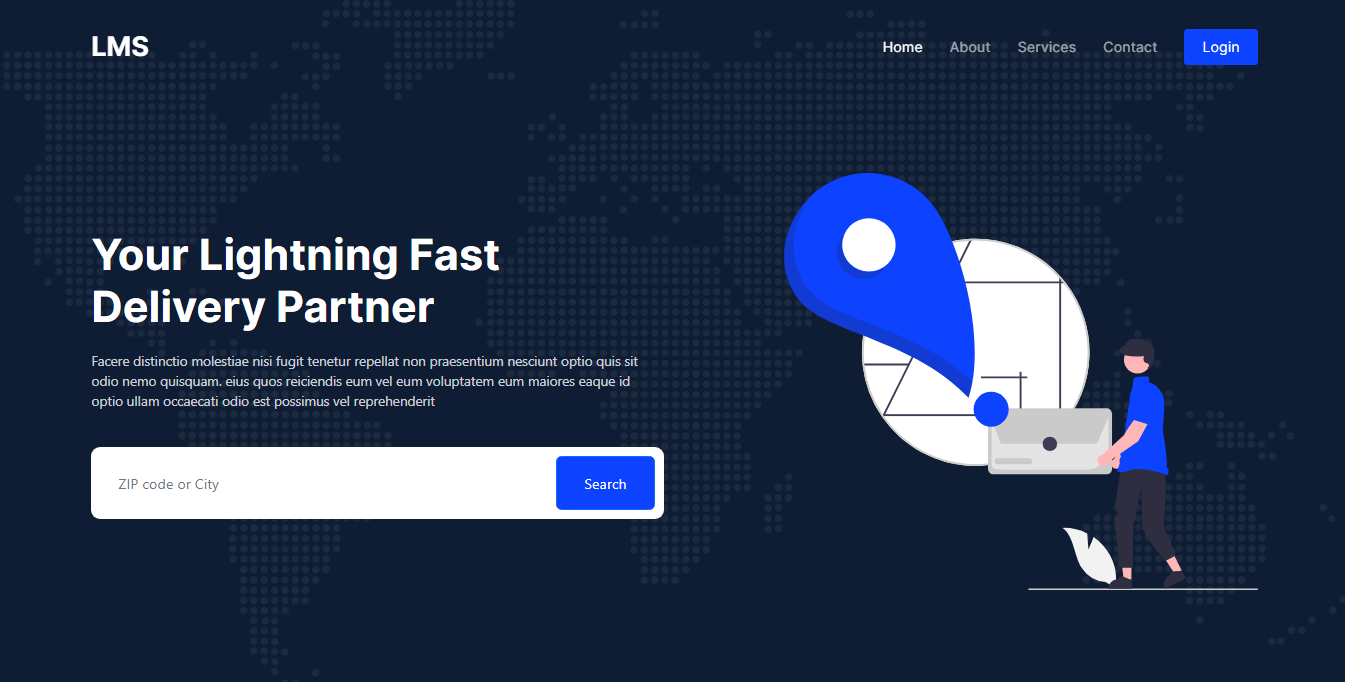 LMS
Home About Services Contact Login
Your Lightning Fast
Delivery Partner
Facere distinctio molestiae nisi fugit tenetur repellat non praesentium nesciunt optio quis sit
odio nemo quisquam. eius quos reiciendis eum vel eum voluptatem eum maiores eaque id
optio ullam occaecati odio est possimus vel reprehenderit
ZIP code or City Search